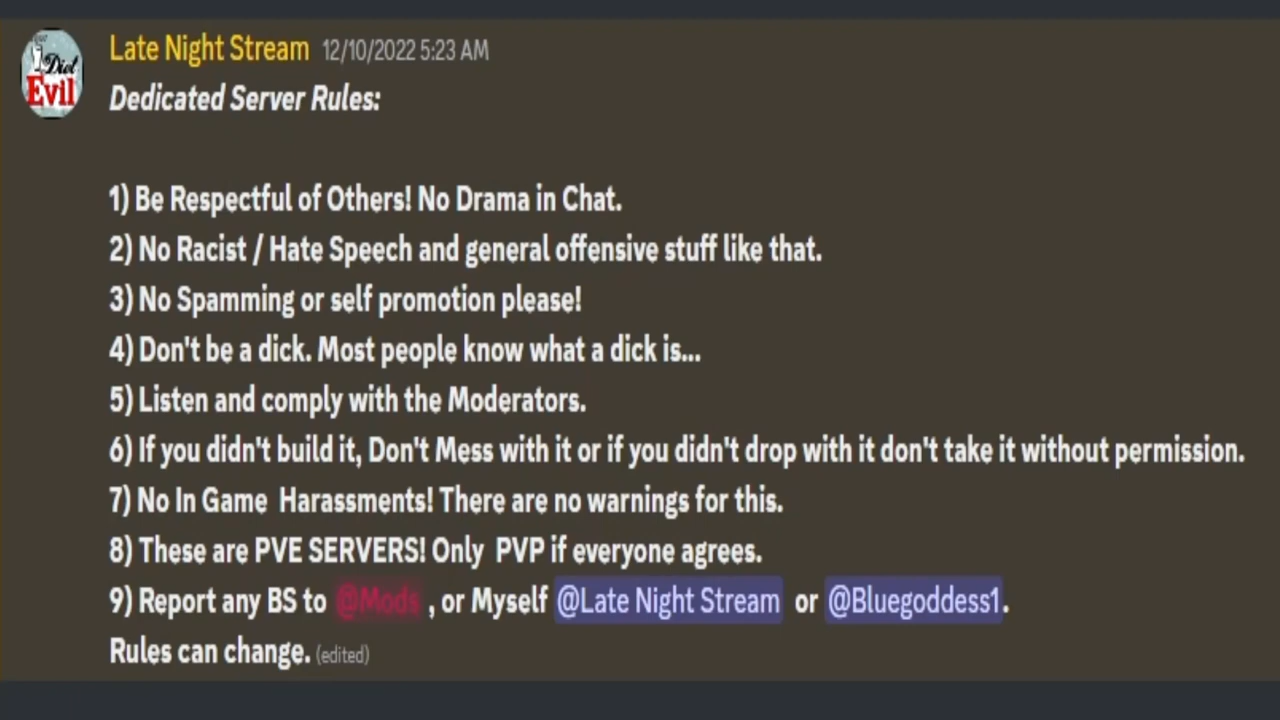 Diet
Evil
Late Night Stream 12/10/2022 5:23 AM
Dedicated Server Rules:
1) Be Respectful of Others! No Drama in Chat.
2) No Racist / Hate Speech and general offensive stuff like that.
3) No Spamming or self promotion please!
4) Don't be a dick. Most people know what a dick is...
5) Listen and comply with the Moderators.
6) If you didn't build it, Don't Mess with it or if you didn't drop with it don't take it without permission.
7) No In Game  Harassments! There are no warnings for this.
8) These are PVE SERVERS! Only  PVP if everyone agrees.
9) Report any BS to @Mods , or Myself @Late Night Stream  or @Bluegoddess1.
Rules can change. (edited)